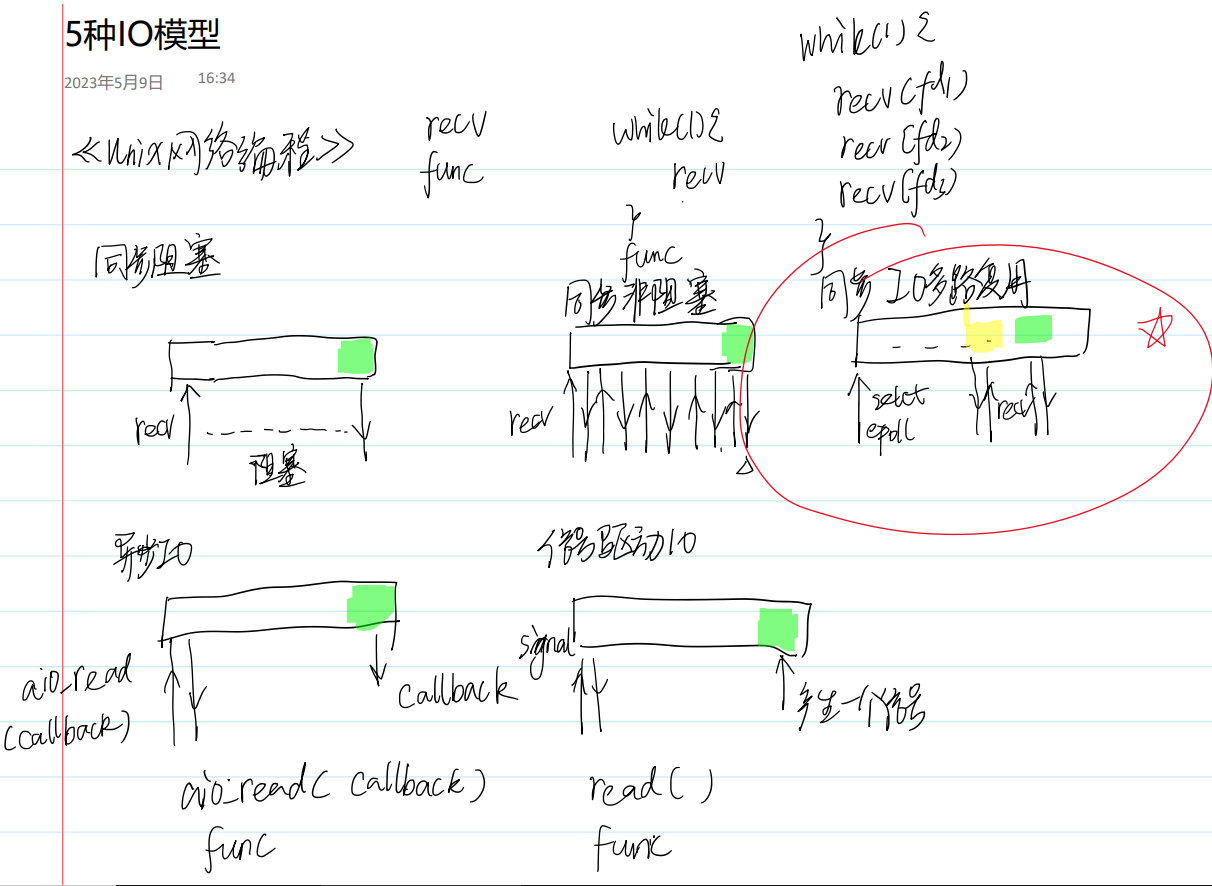 5种IO模型
2023年5月9日 16:34
<<Unix网络编程>>
recv
func
while(1){
recv
}
func
while(1){
recv(fd1)
recv(fd2)
recv(fd3)
}
同步阻塞
recv
阻塞
同步非阻塞
recv
同步 IO多路复用
select
epoll
recv
异步IO
aio_read
(callback)
callback
aio_read( callback)
func
信号驱动IO
signal
产生一个信号
read( )
func